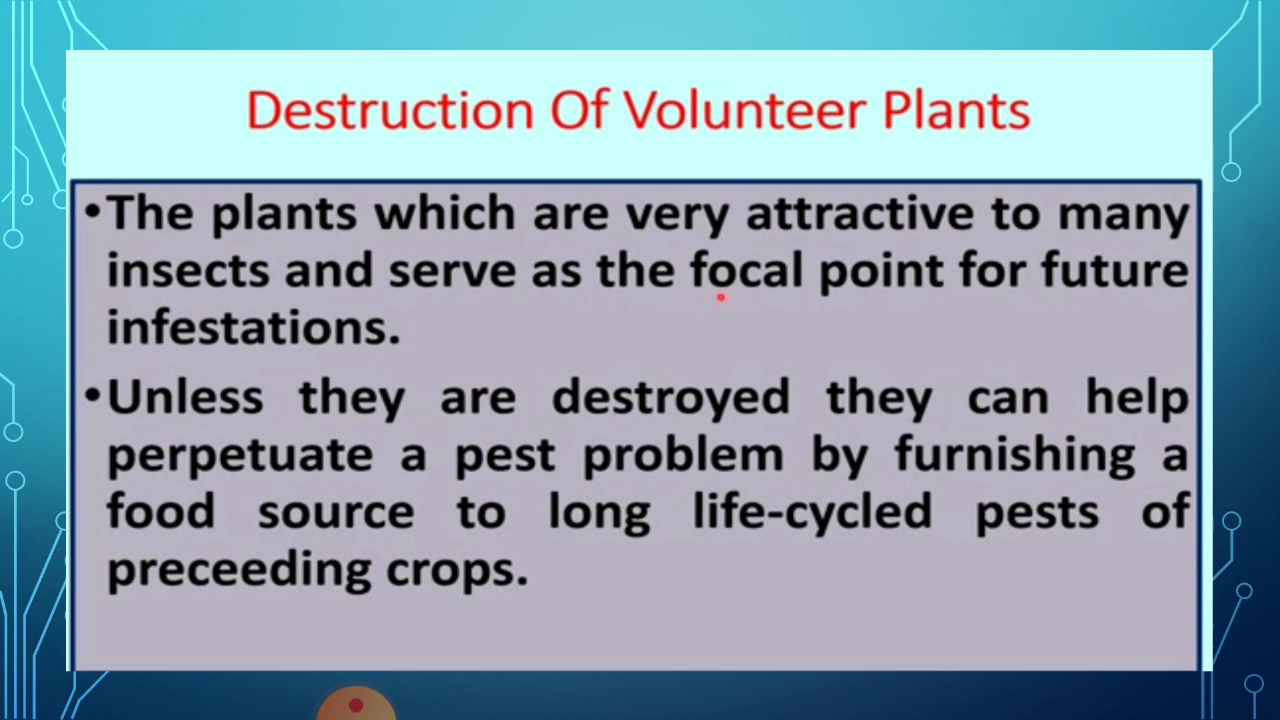 Destruction Of Volunteer Plants
•The plants which are very attractive to many
insects and serve as the focal point for future
infestations.
•Unless they are destroyed they can help
perpetuate a pest problem by furnishing a
food source to long life-cycled pests of
preceeding crops.